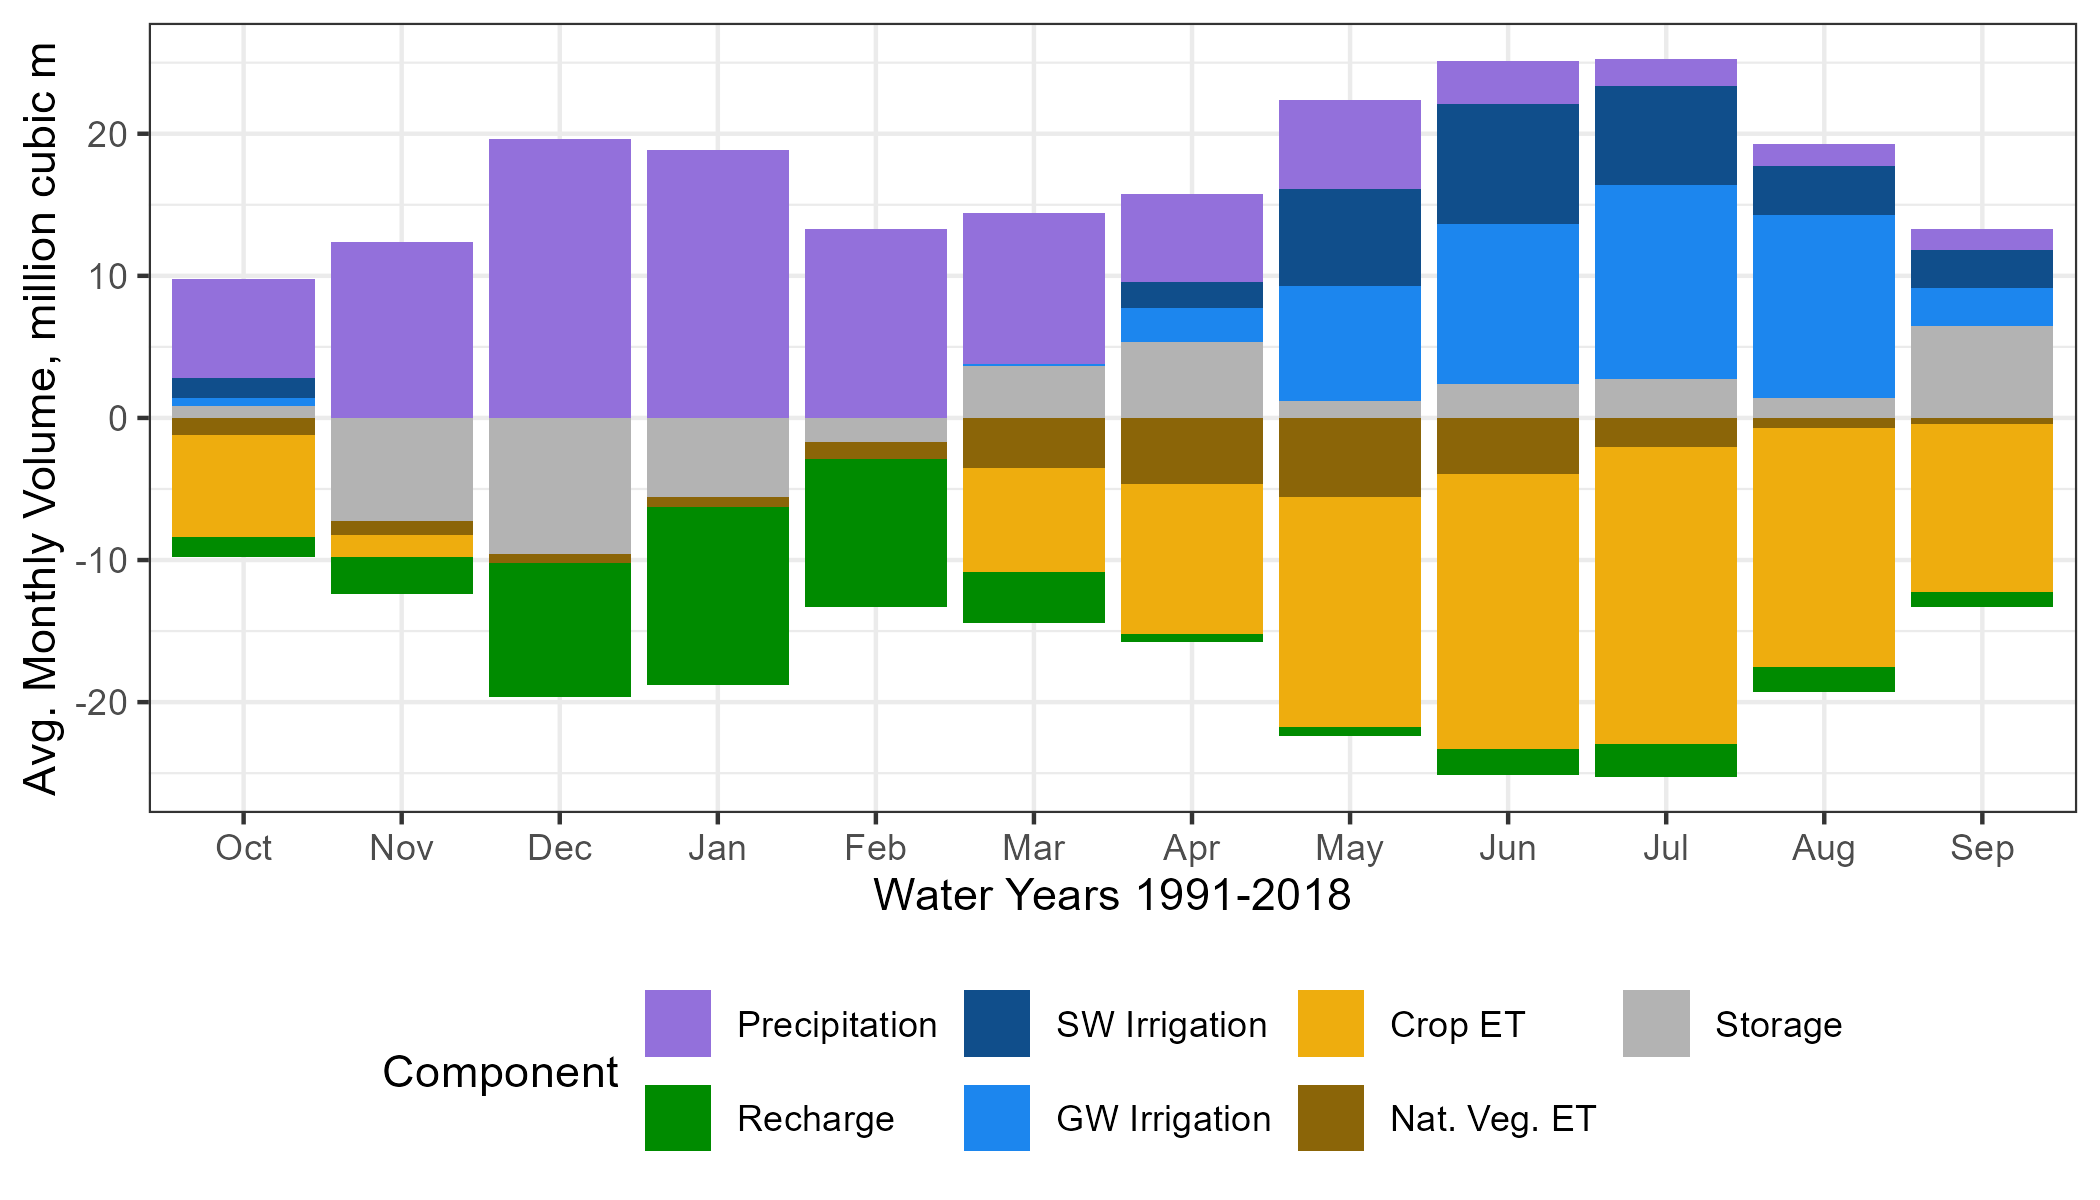 Avg. Monthly Volume, million cubic m
20
10
0
-10
-20
Oct Nov Dec Jan Feb Mar Apr May Jun Jul Aug Sep
Water Years 1991-2018
Component
Precipitation SW Irrigation Crop ET Storage
Recharge GW Irrigation Nat. Veg. ET